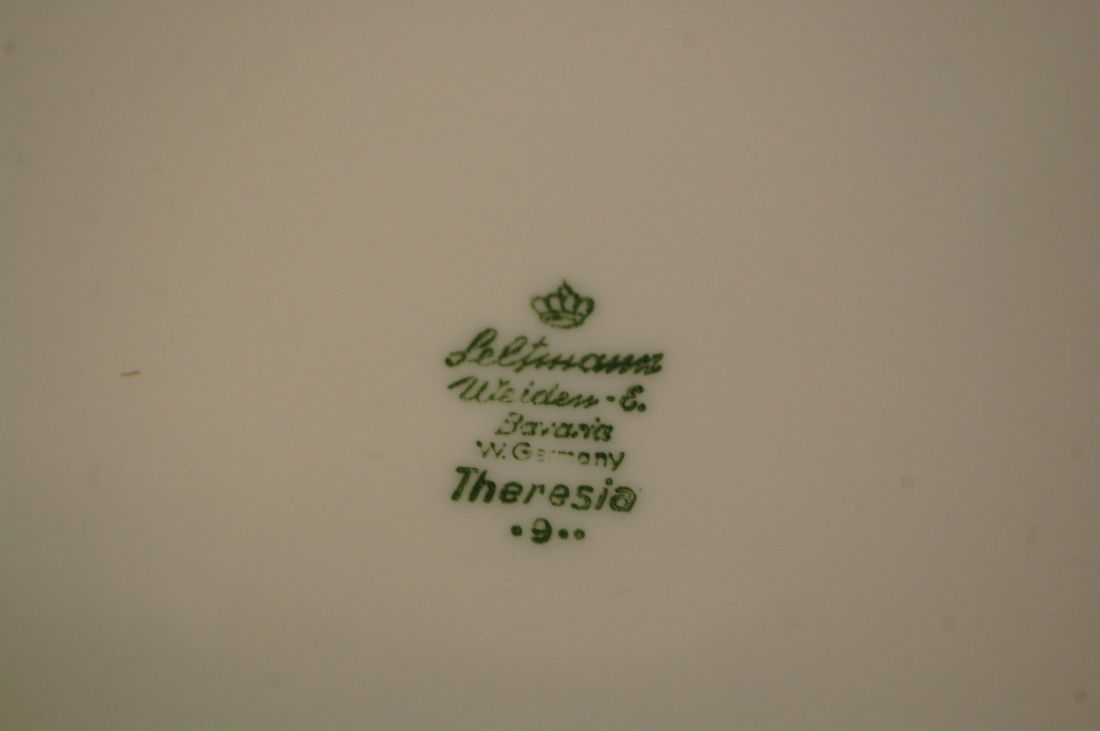 Seltmann
Weiden-E.
Bavaria
W. Germany
Theresia
• 9 ••